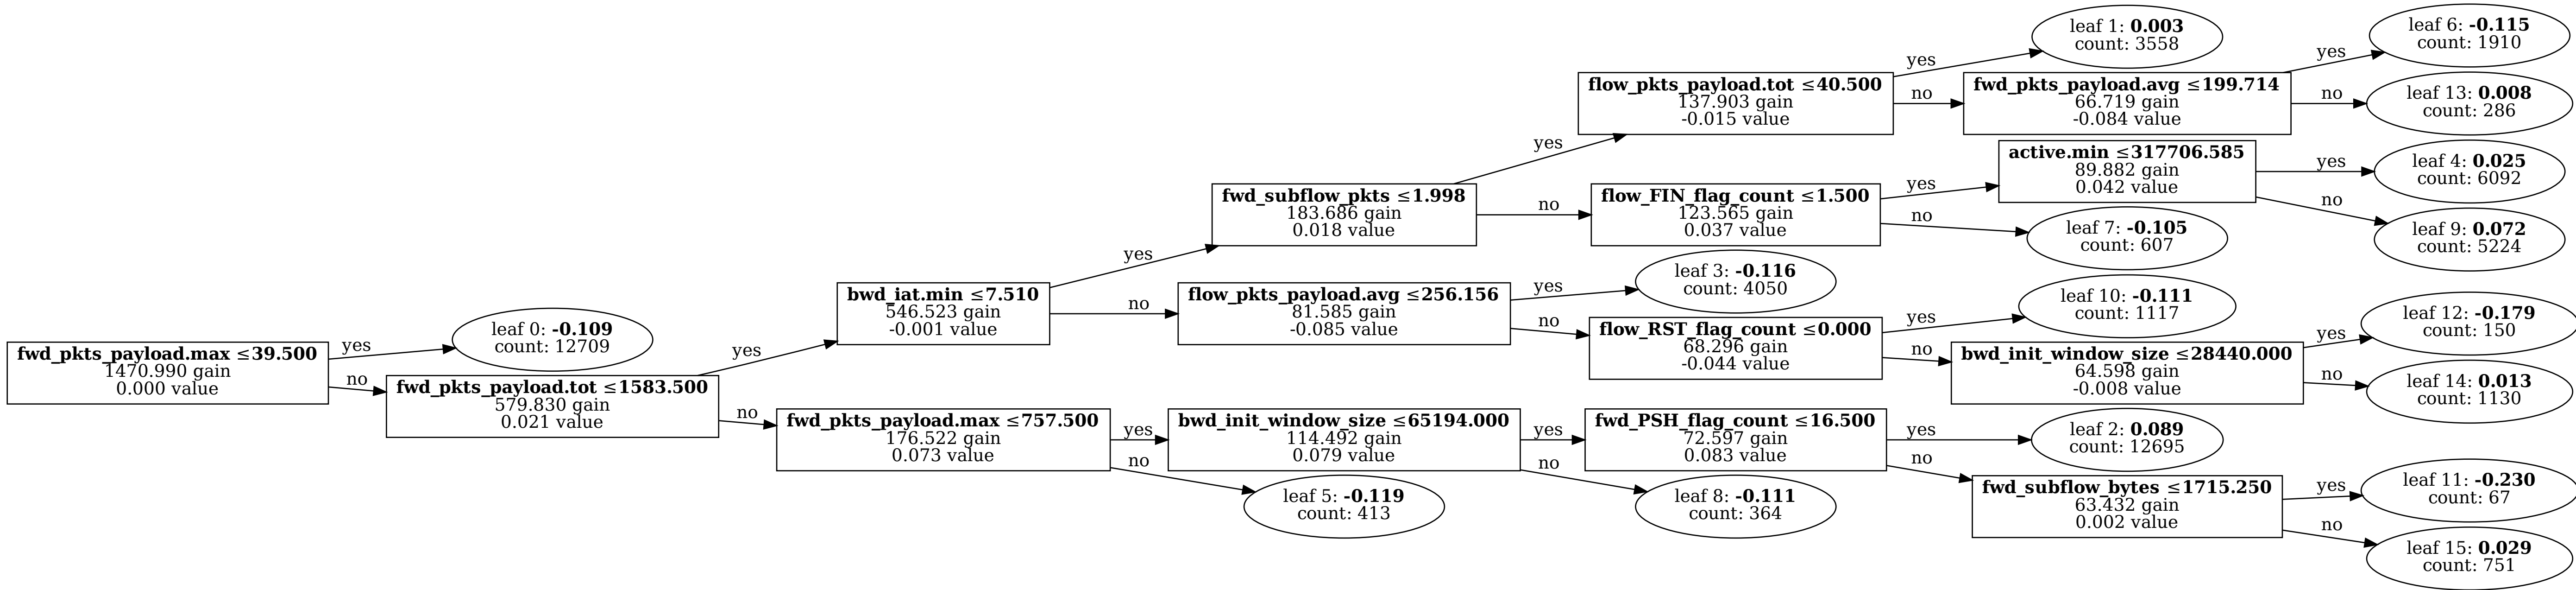 fwd_pkts_payload.max ≤39.500
1470.990 gain
0.000 value
yes
no
leaf 0: -0.109
count: 12709
fwd_pkts_payload.tot ≤1583.500
579.830 gain
0.021 value
yes
no
bwd_iat.min ≤7.510
546.523 gain
-0.001 value
yes
no
fwd_pkts_payload.max ≤757.500
176.522 gain
0.073 value
yes
no
fwd_subflow_pkts ≤1.998
183.686 gain
0.018 value
yes
no
flow_pkts_payload.avg ≤256.156
81.585 gain
-0.085 value
yes
no
bwd_init_window_size ≤65194.000
114.492 gain
0.079 value
yes
no
leaf 5: -0.119
count: 413
flow_pkts_payload.tot ≤40.500
137.903 gain
-0.015 value
yes
no
flow_FIN_flag_count ≤1.500
123.565 gain
0.037 value
yes
no
leaf 3: -0.116
count: 4050
flow_RST_flag_count ≤0.000
68.296 gain
-0.044 value
yes
no
fwd_PSH_flag_count ≤16.500
72.597 gain
0.083 value
yes
no
leaf 8: -0.111
count: 364
leaf 1: 0.003
count: 3558
fwd_pkts_payload.avg ≤199.714
66.719 gain
-0.084 value
yes
no
active.min ≤317706.585
89.882 gain
0.042 value
yes
no
leaf 7: -0.105
count: 607
leaf 10: -0.111
count: 1117
bwd_init_window_size ≤28440.000
64.598 gain
-0.008 value
yes
no
leaf 2: 0.089
count: 12695
fwd_subflow_bytes ≤1715.250
63.432 gain
0.002 value
yes
no
leaf 6: -0.115
count: 1910
leaf 13: 0.008
count: 286
leaf 4: 0.025
count: 6092
leaf 9: 0.072
count: 5224
leaf 12: -0.179
count: 150
leaf 14: 0.013
count: 1130
leaf 11: -0.230
count: 67
leaf 15: 0.029
count: 751